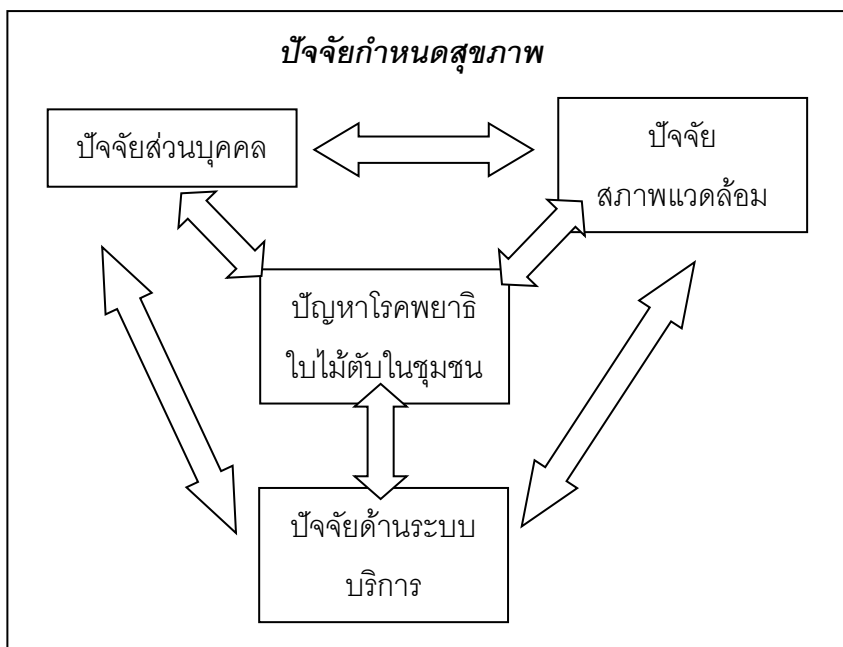 ปัจจัยกำหนดสุขภาพ
ปัจจัยส่วนบุคคล
ปัจจัย
สภาพแวดล้อม
ปัญหาโรคพยาธิ
ใบไม้ตับในชุมชน
ปัจจัยด้านระบบ
บริการ